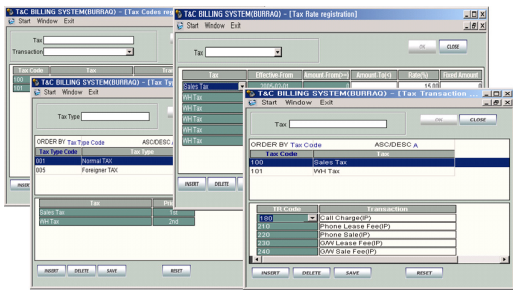 T&C BILLING SYSTEM(BURRAQ) - [Tax Codes reg
Start Window Exit
Tax
Transaction
Tax Code Tax
100
101
INSERT
T&C BILLING SYSTEM(BURRAQ) - [Tax Ty
Start Window Exit
Tax Type
ORDER BY Tax Type Code ASC/DESC A
Tax Type Code Tax Type
001 Normal TAX
005 Foreigner TAX
Tax
Sales Tax 1st
WH Tax 2nd
INSERT DELETE SAVE RESET
T&C BILLING SYSTEM(BURRAQ) - [Tax Rate registration]
Start Window Exit
Tax
CLOSE
Tax Effective-From Amount-From(>=) Amount-To(<) Rate(%) Fixed Amount
Sales Tax 15.00
WH Tax
WH Tax
WH Tax
WH Tax
WH Tax
INSERT DELETE
T&C BILLING SYSTEM(BURRAQ) - [Tax Transaction ...
Start Window Exit
Tax
CLOSE
ORDER BY Tax Code ASC/DESC A
Tax Code Tax
100 Sales Tax
101 WH Tax
TR Code Transaction
180 Call Charge(IP)
210 Phone Lease Fee(IP)
220 Phone Sale(IP)
230 G/W Lease Fee(IP)
240 G/W Sale Fee(IP)
INSERT DELETE SAVE RESET